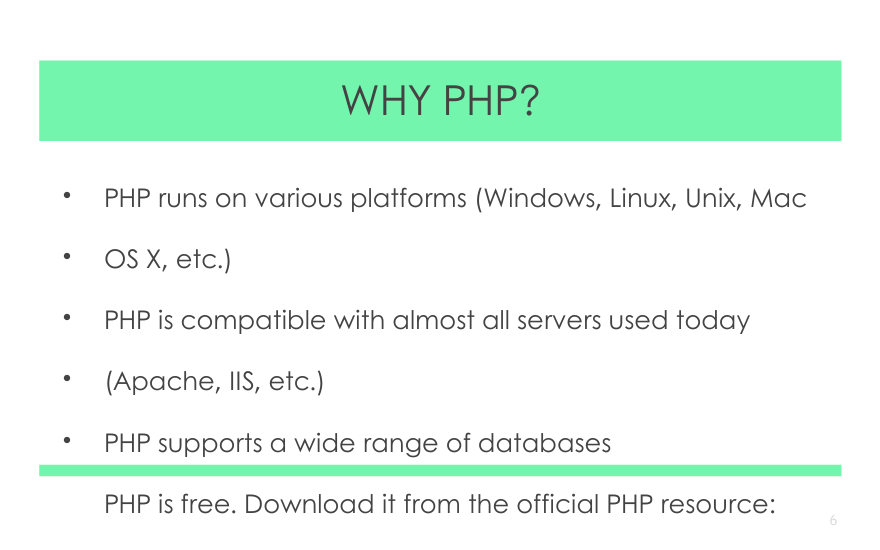 WHY PHP?
• PHP runs on various platforms (Windows, Linux, Unix, Mac
• OS X, etc.)
• PHP is compatible with almost all servers used today
• (Apache, IIS, etc.)
• PHP supports a wide range of databases
PHP is free. Download it from the official PHP resource:
6